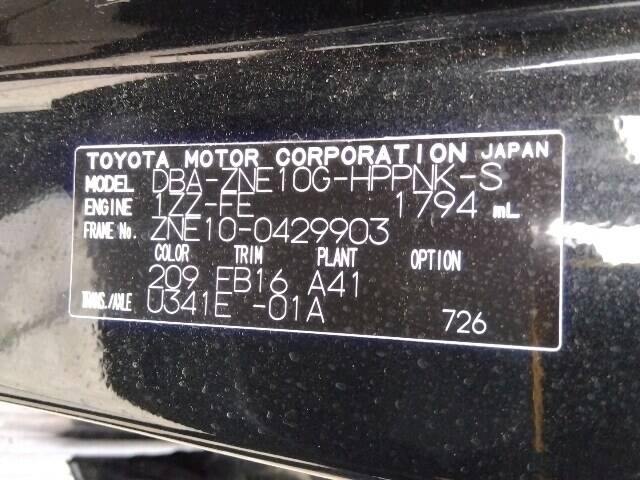 TOYOTA MOTOR CORPORATION JAPAN
MODEL DBA-ZNE10G-HPPNK-S
ENGINE 1ZZ-FE 1794 mL
FRAME No. ZNE10-0429903
COLOR TRIM PLANT OPTION
209 FB16 A41
TRANS./AXLE U341E -01A
726